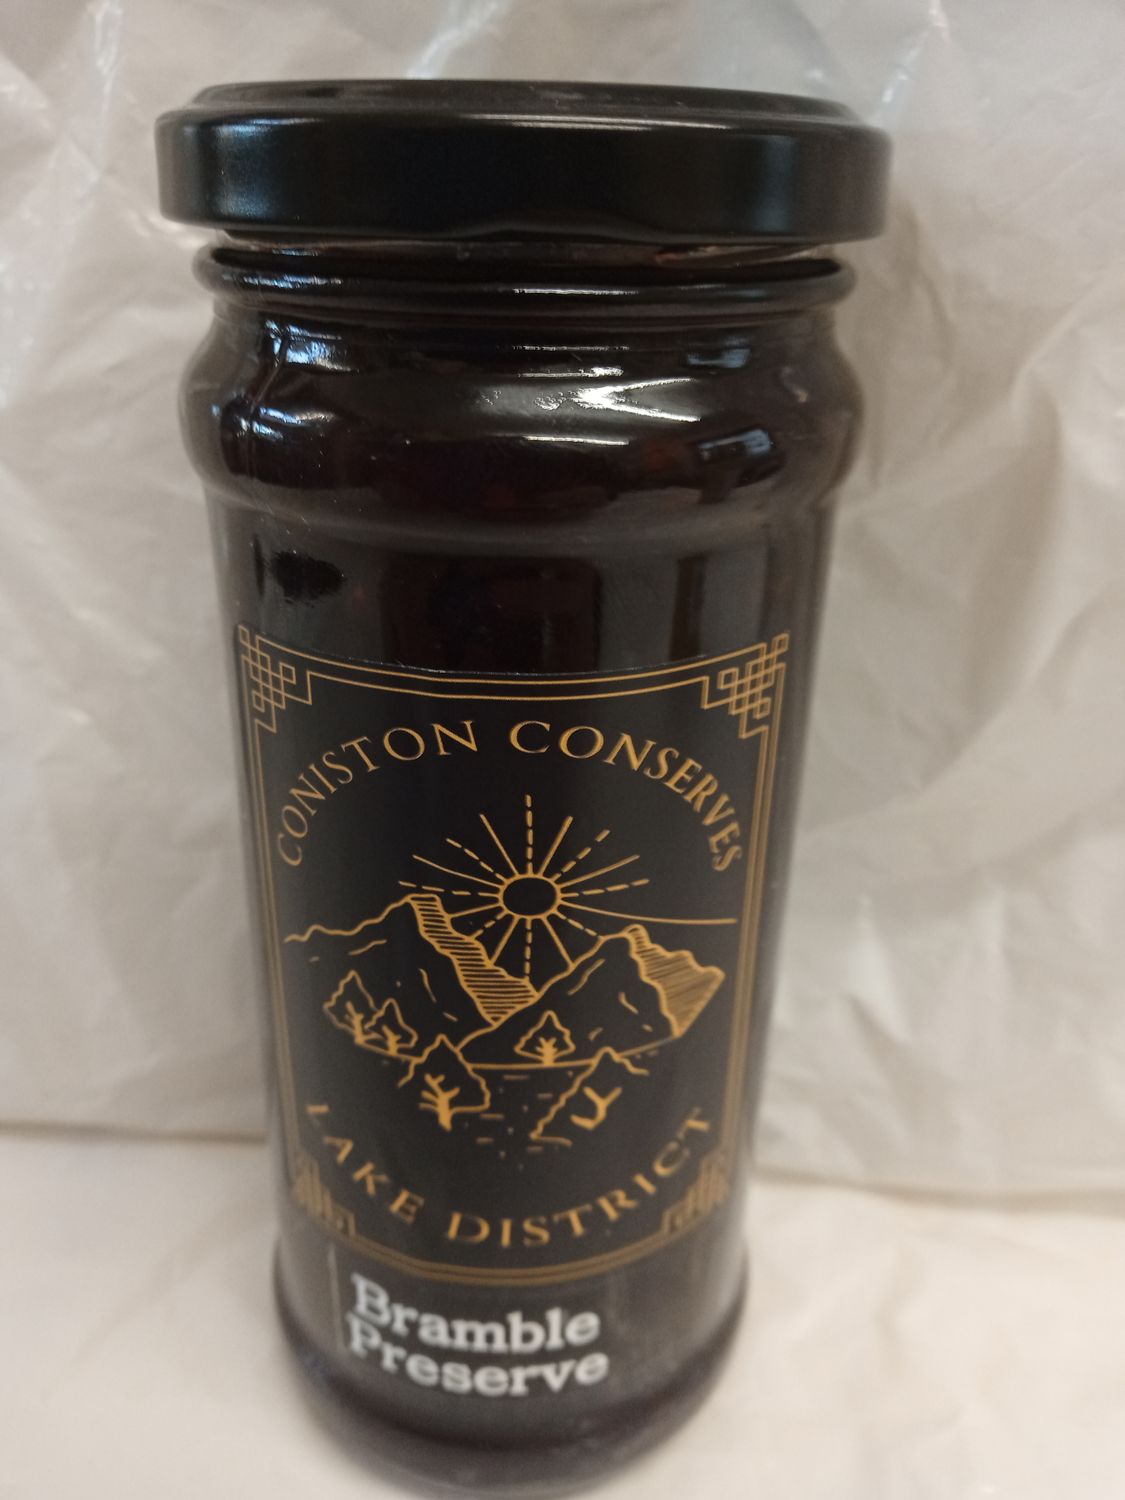 CONISTON CONSERVES
LAKE DISTRICT
Bramble
Preserve